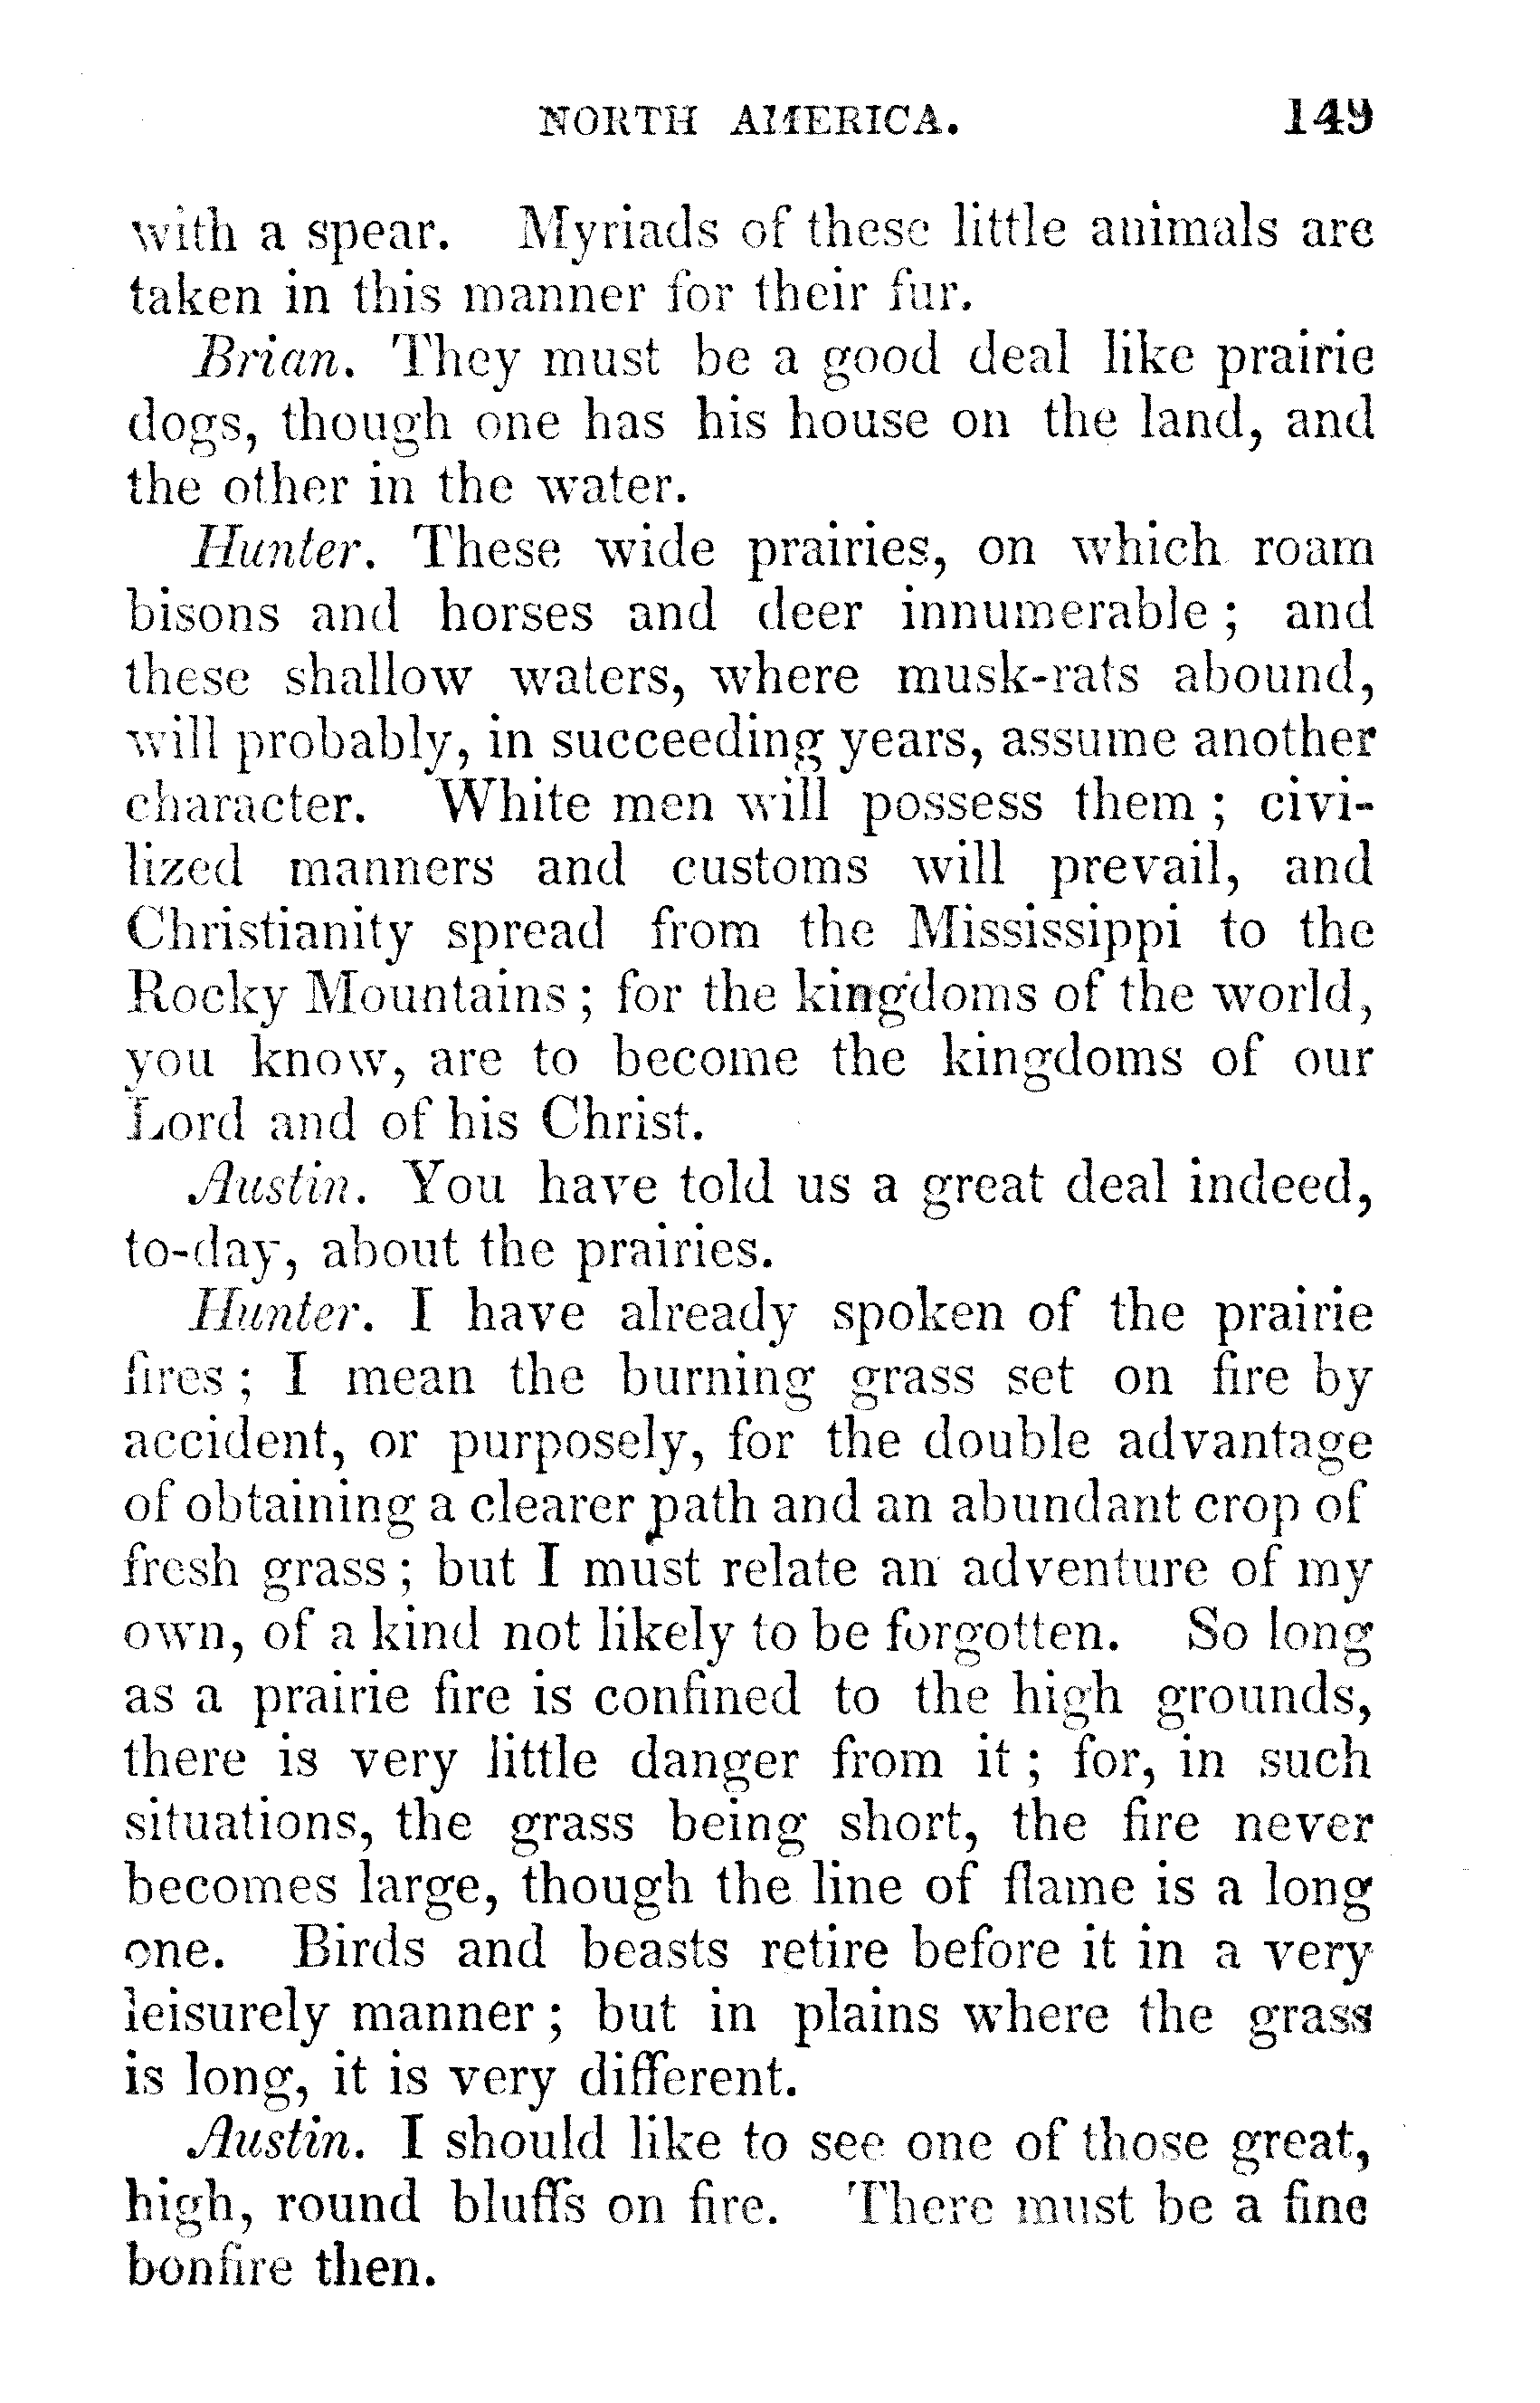 NORTH AMERICA. 149
with a spear. Myriads of these little animals are
taken in this manner for their fur.
Brian. They must be a good deal like prairie
dogs, though one has his house on the land, and
the other in the water.
Hunter. These wide prairies, on which roam
bisons and horses and deer innumerable; and
these shallow waters, where musk-rats abound,
will probably, in succeeding years, assume another
character. White men will possess them; civi-
lized manners and customs will prevail, and
Christianity spread from the Mississippi to the
Rocky Mountains; for the kingdoms of the world,
you know, are to become the kingdoms of our
Lord and of his Christ.
Austin. You have told us a great deal indeed,
to-day, about the prairies.
Hunter. I have already spoken of the prairie
fires; I mean the burning grass set on fire by
accident, or purposely, for the double advantage
of obtaining a clearer path and an abundant crop of
fresh grass; but I must relate an adventure of my
own, of a kind not likely to be forgotten. So long
as a prairie fire is confined to the high grounds,
there is very little danger from it; for, in such
situations, the grass being short, the fire never
becomes large, though the line of flame is a long
one. Birds and beasts retire before it in a very
leisurely manner; but in plains where the grass
is long, it is very different.
Austin. I should like to see one of those great,
high, round bluffs on fire. There must be a fine
bonfire then.